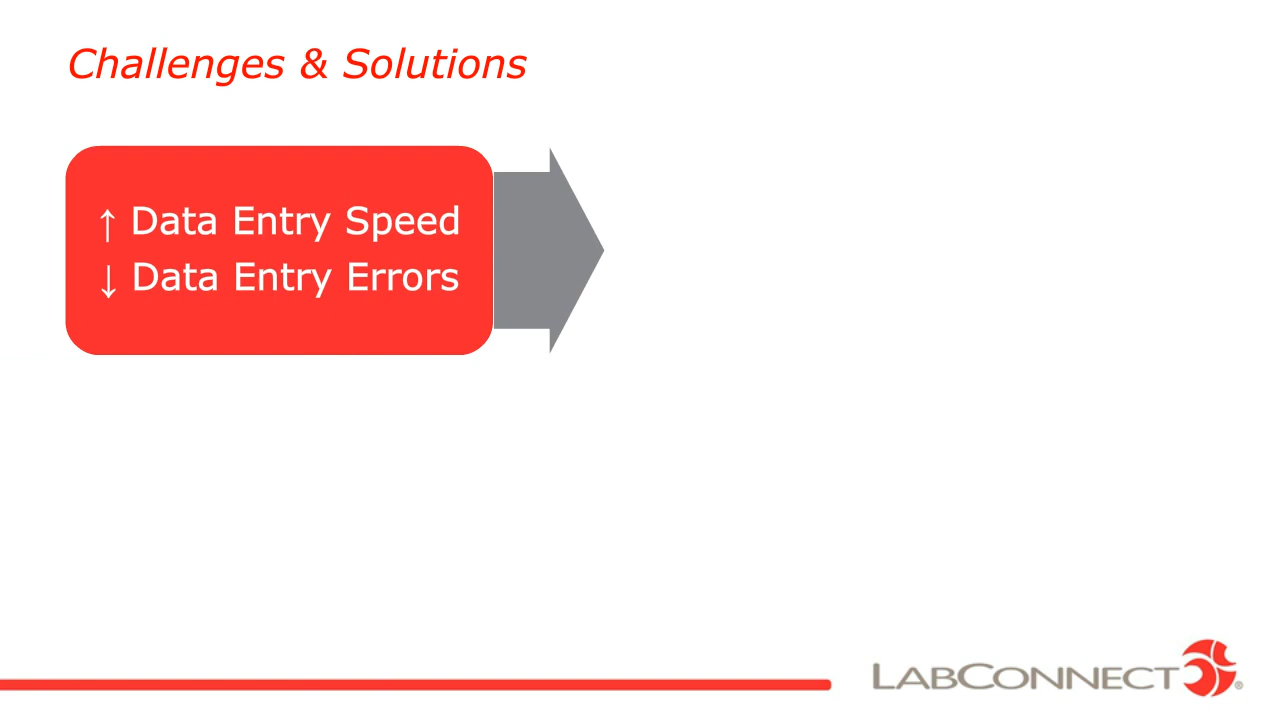 Challenges & Solutions
↑ Data Entry Speed
↓ Data Entry Errors
LABCONNECT®